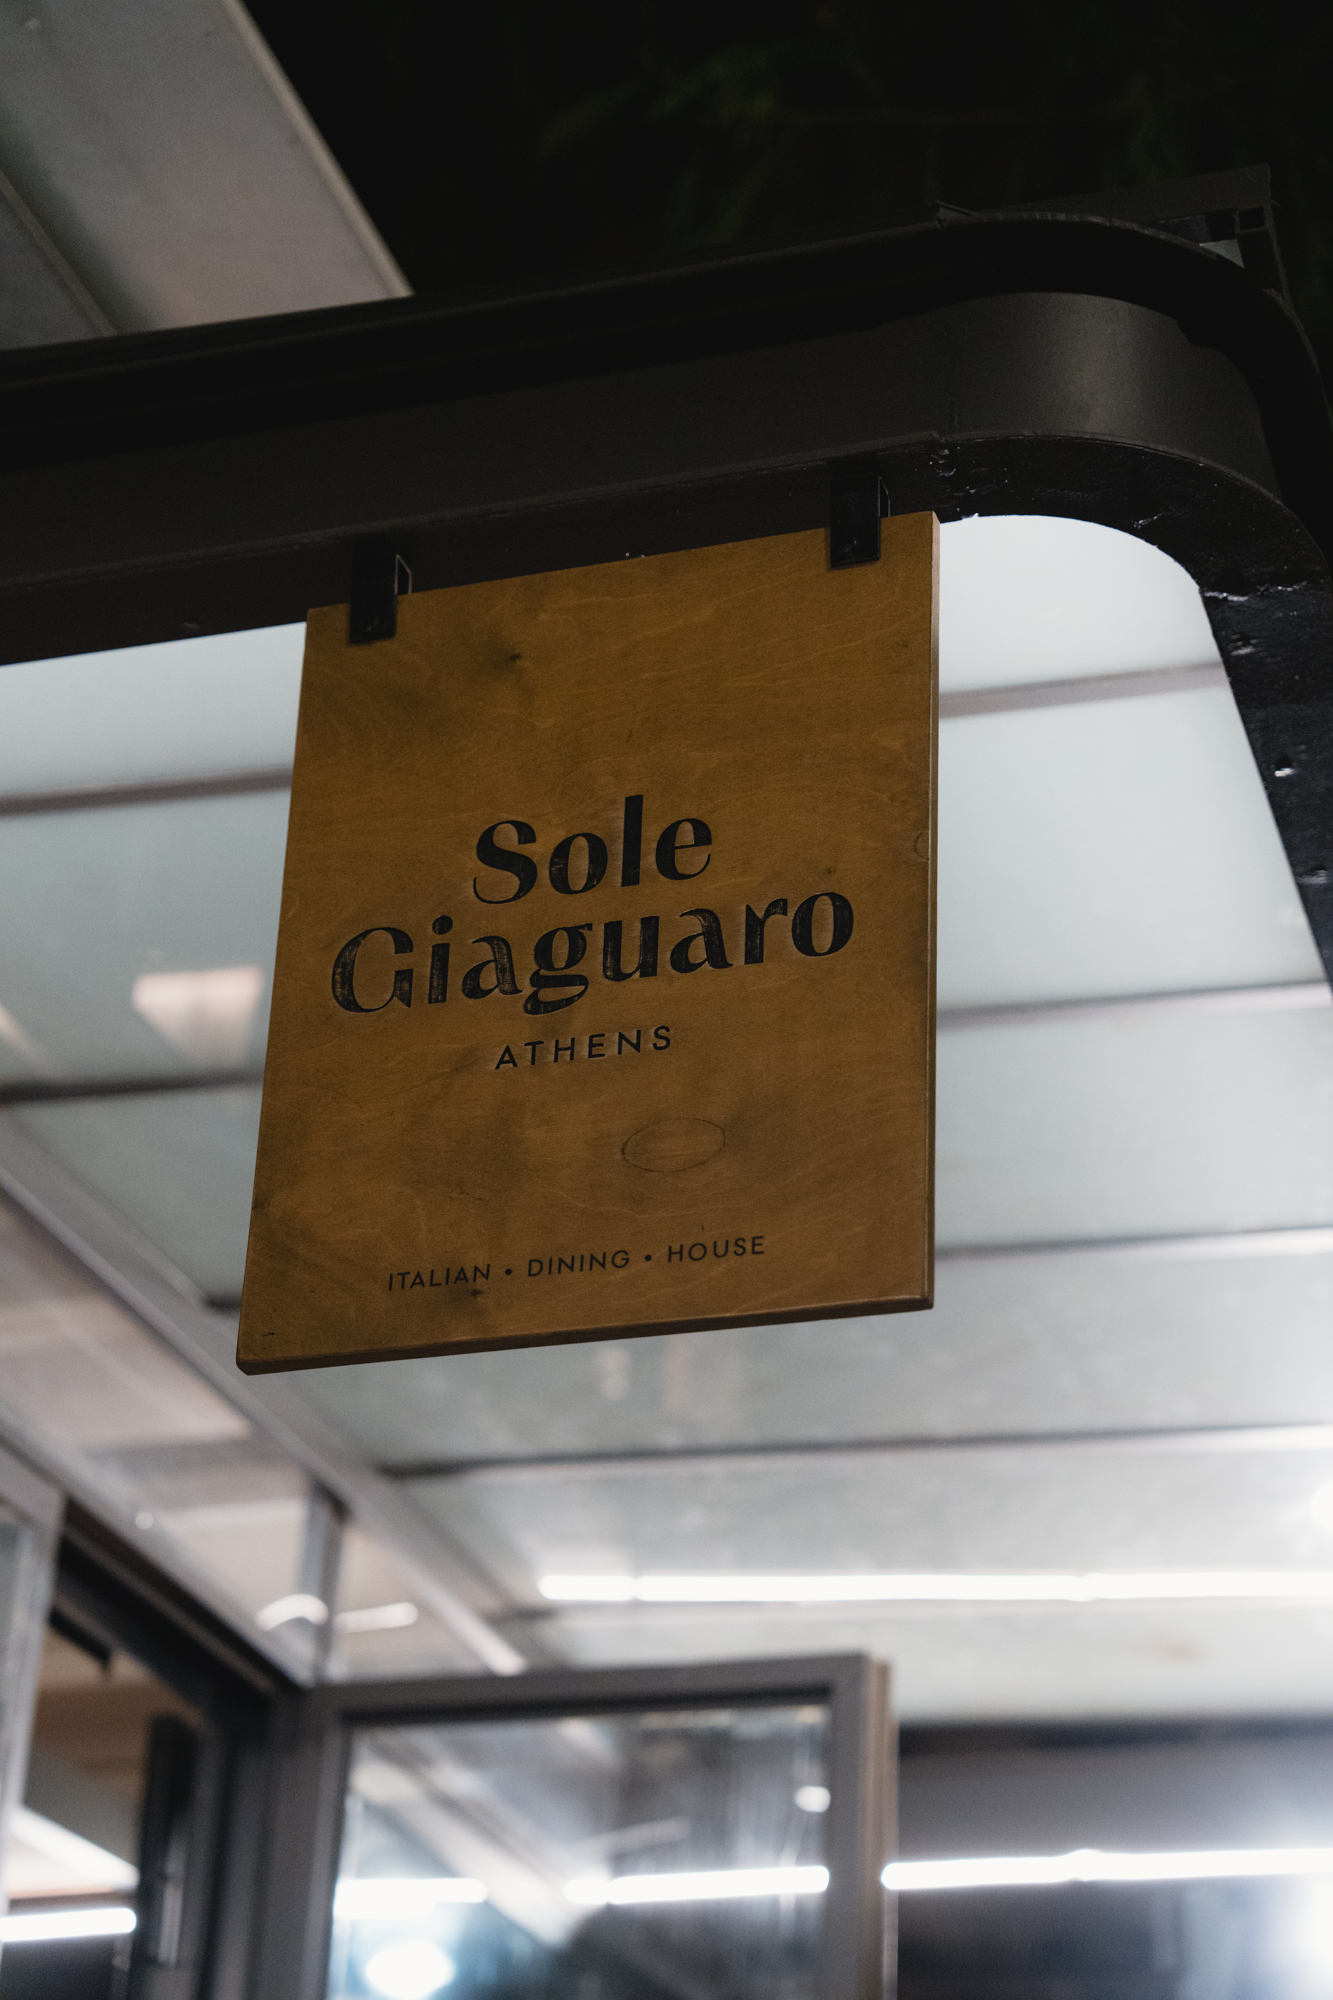 Sole
Giaguaro
ATHENS
ITALIAN • DINING • HOUSE